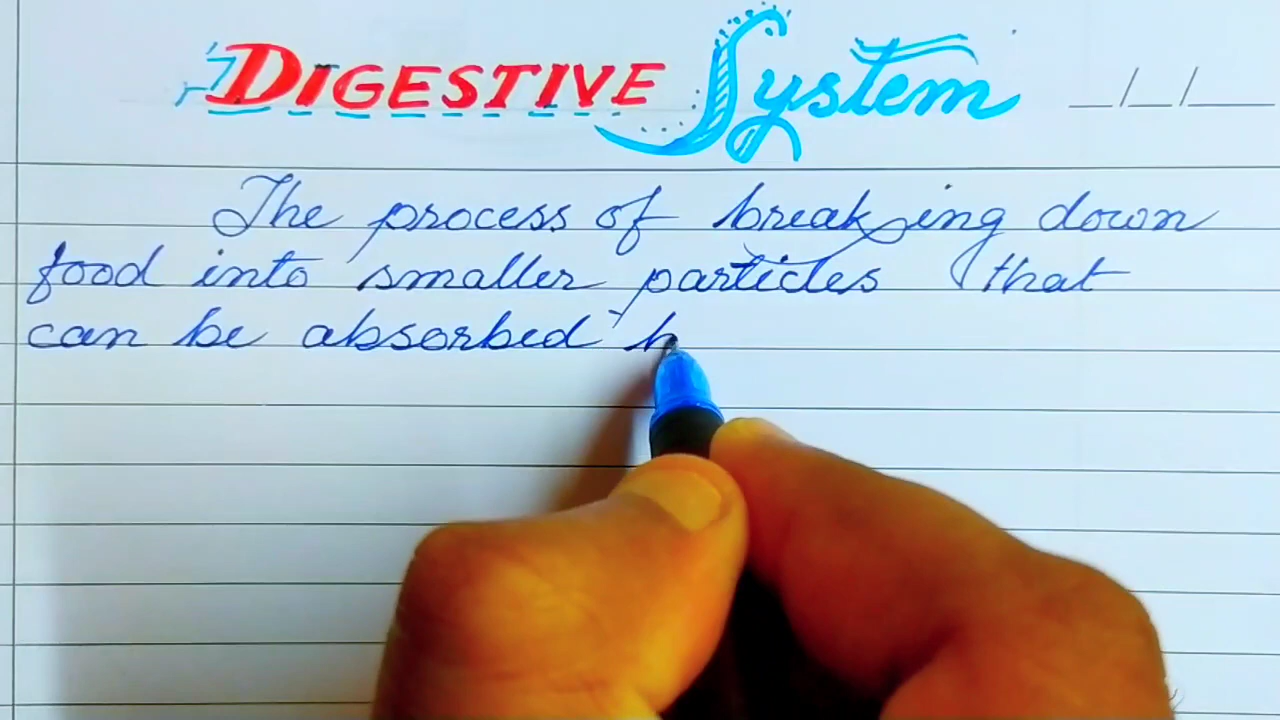 DIGESTIVE System
_/_/_
The process of breaking down
food into smaller particles that
can be absorbed b